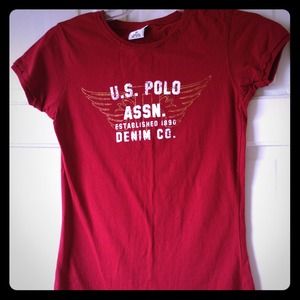 U.S. POLO
ASSN.
ESTABLISHED 1890
DENIM CO.